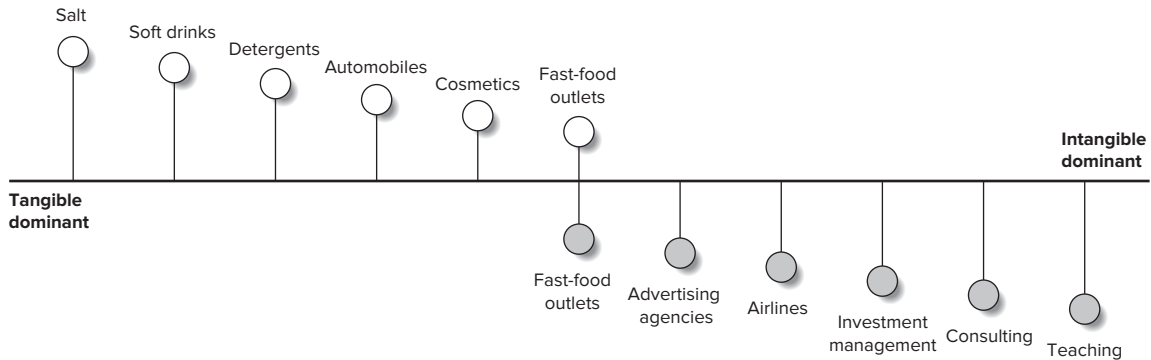 Salt
Soft drinks
Detergents
Automobiles
Cosmetics
Fast-food
outlets
Intangible
dominant
Tangible
dominant
Fast-food
outlets
Advertising
agencies
Airlines
Investment
management
Consulting
Teaching